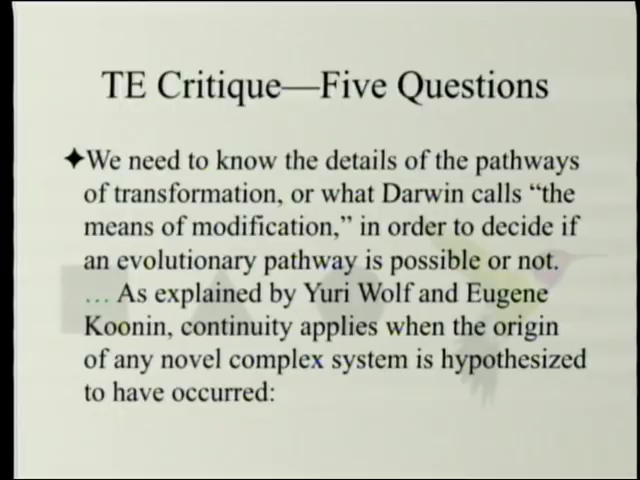 TE Critique—Five Questions
✦We need to know the details of the pathways
of transformation, or what Darwin calls “the
means of modification,” in order to decide if
an evolutionary pathway is possible or not.
… As explained by Yuri Wolf and Eugene
Koonin, continuity applies when the origin
of any novel complex system is hypothesized
to have occurred: